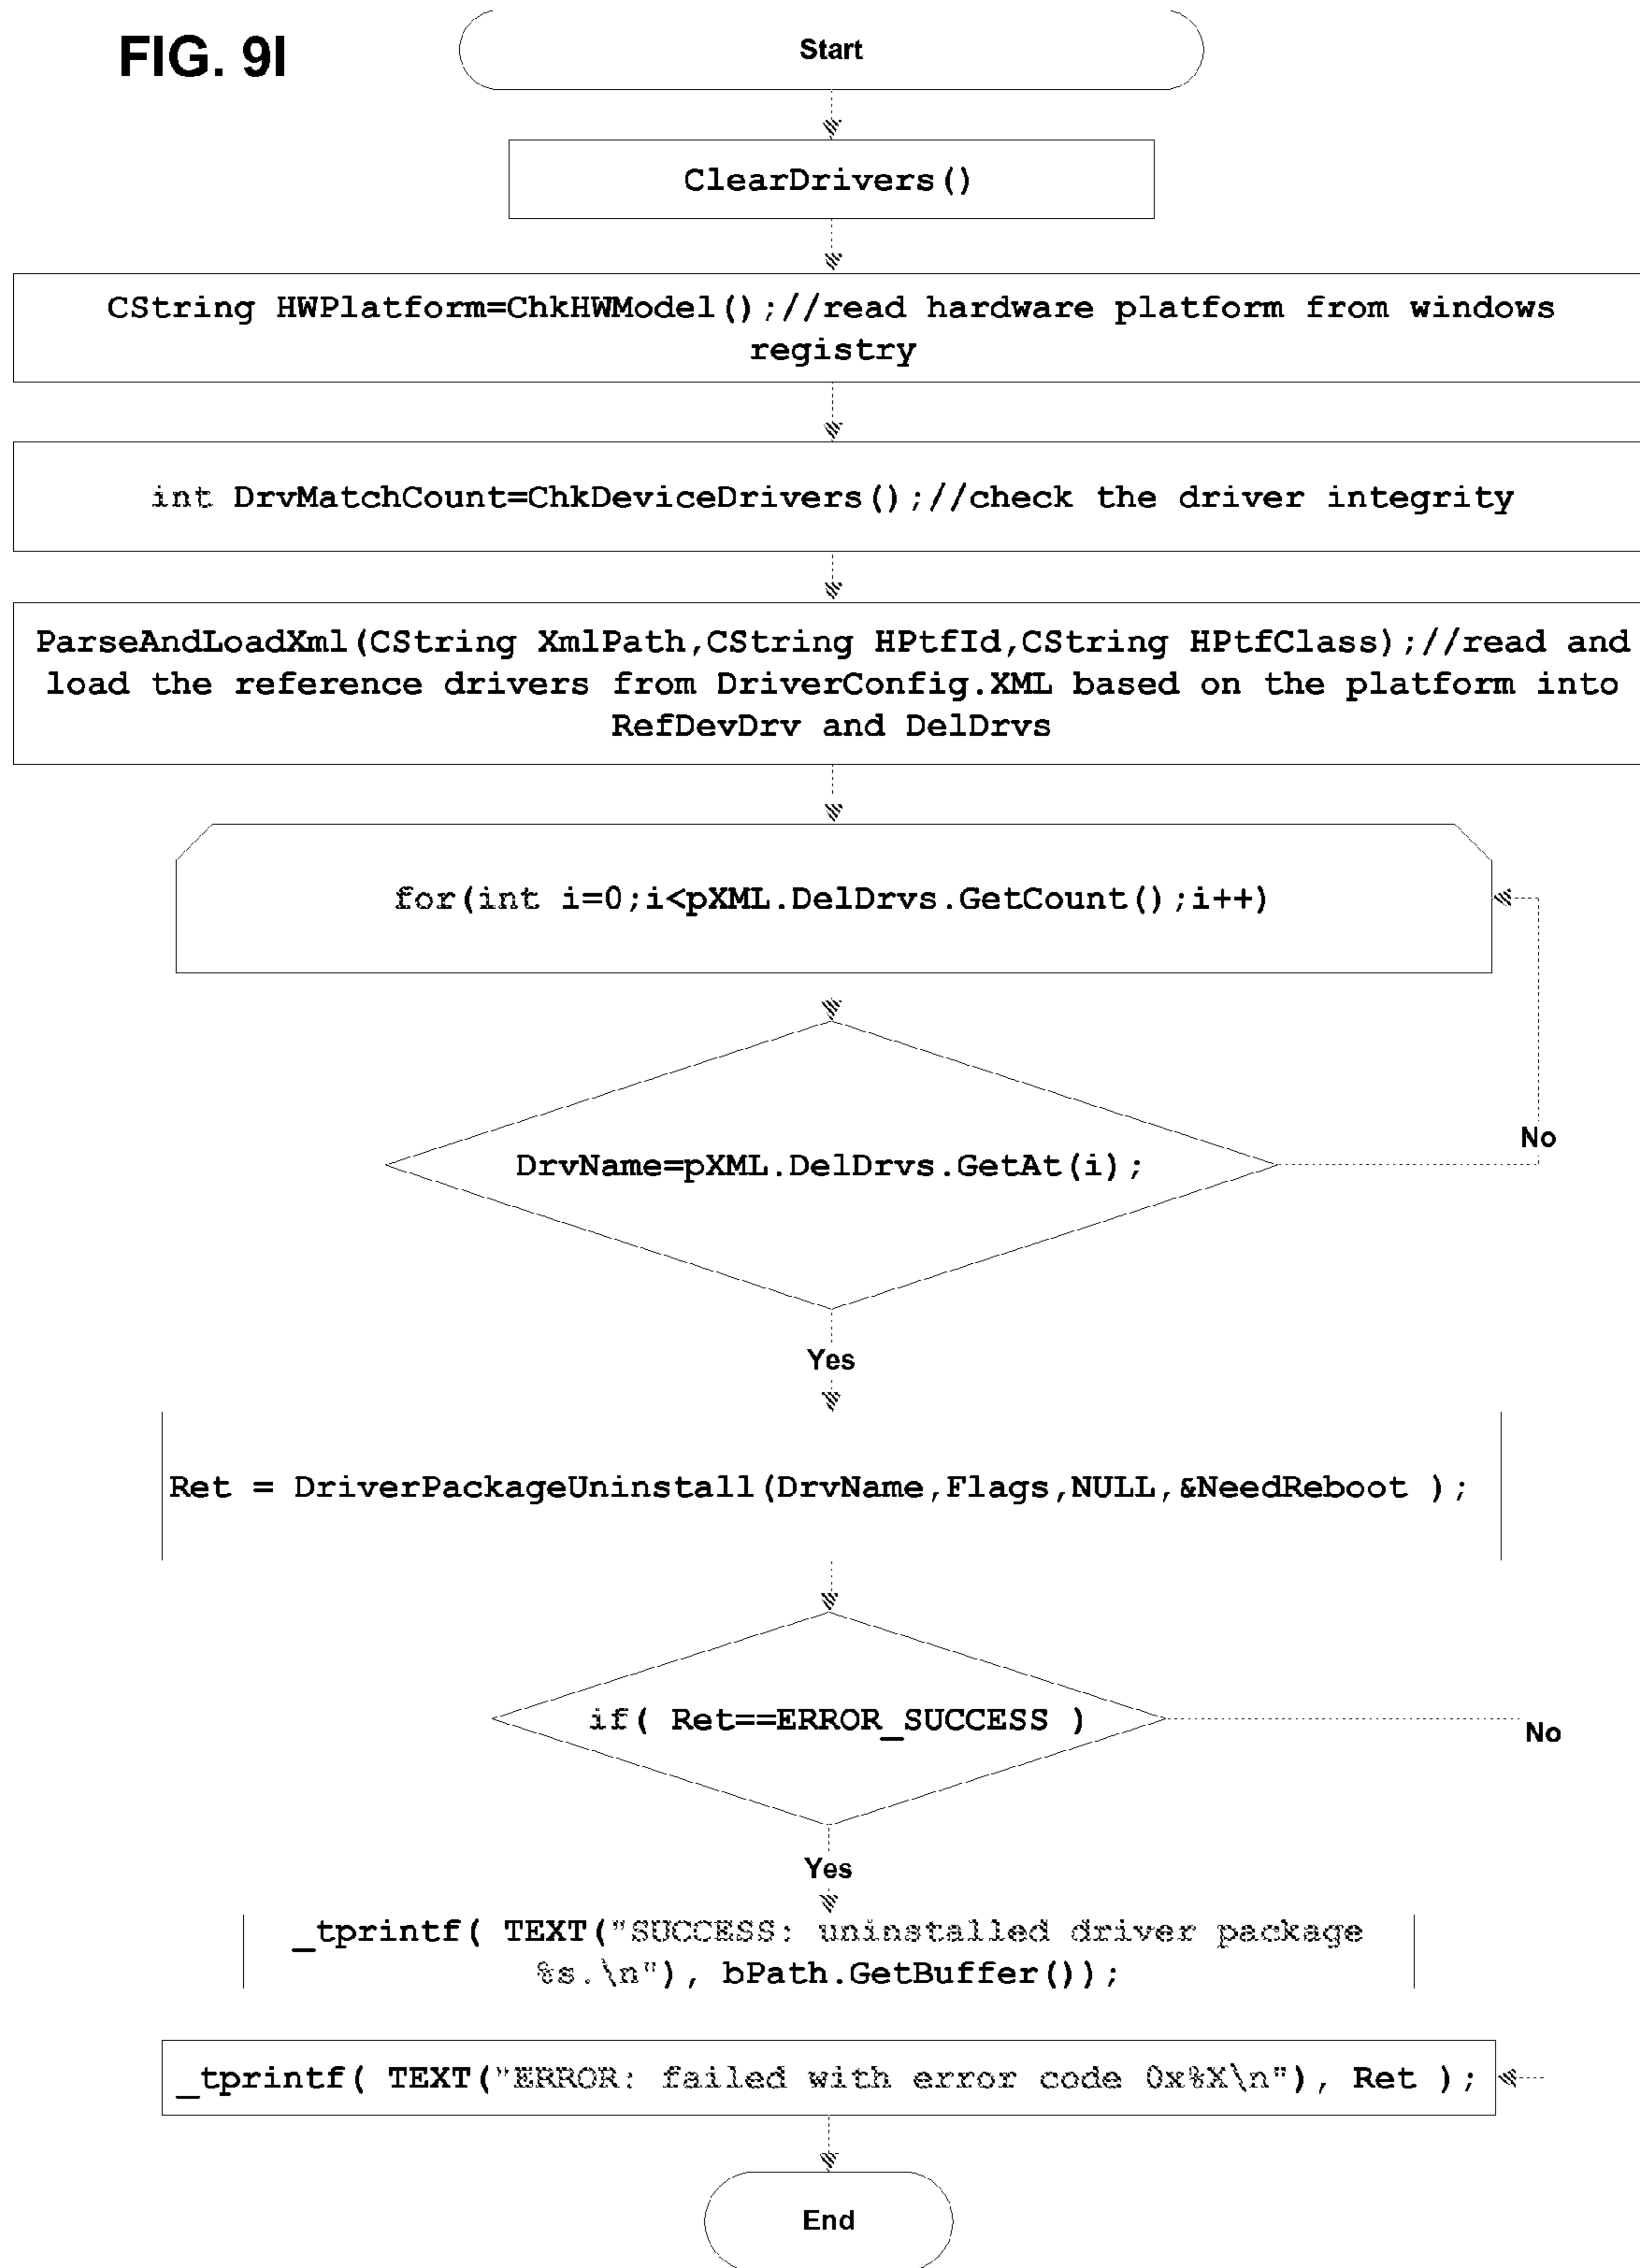 FIG. 9I
Start
ClearDrivers()
CString HWPlatform=ChkHWModel();//read hardware platform from windows
registry
int DrvMatchCount=ChkDeviceDrivers();//check the driver integrity
ParseAndLoadXml(CString XmlPath,CString HPtfId,CString HPtfClass);//read and
load the reference drivers from DriverConfig.XML based on the platform into
RefDevDrv and DelDrvs
for(int i=0;i<pXML.DelDrvs.GetCount();i++)
No
DrvName=pXML.DelDrvs.GetAt(i);
Yes
Ret = DriverPackageUninstall(DrvName,Flags,NULL,&NeedReboot );
if( Ret==ERROR_SUCCESS )
No
Yes
_tprintf( TEXT("SUCCESS: uninstalled driver package
%s.\n"), bPath.GetBuffer());
_tprintf( TEXT("ERROR: failed with error code 0x%X\n"), Ret );
End